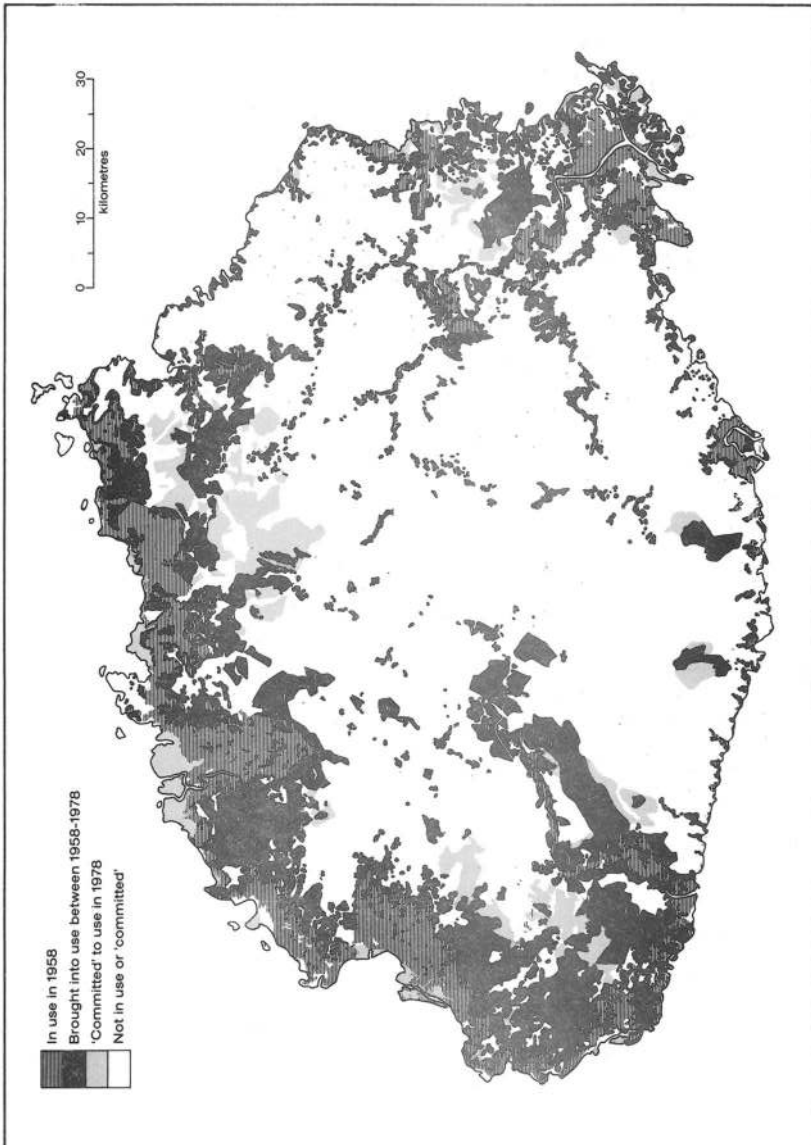 In use in 1958
Brought into use between 1958-1978
'Committed' to use in 1978
Not in use or 'committed'
0 10 20 30
kilometres